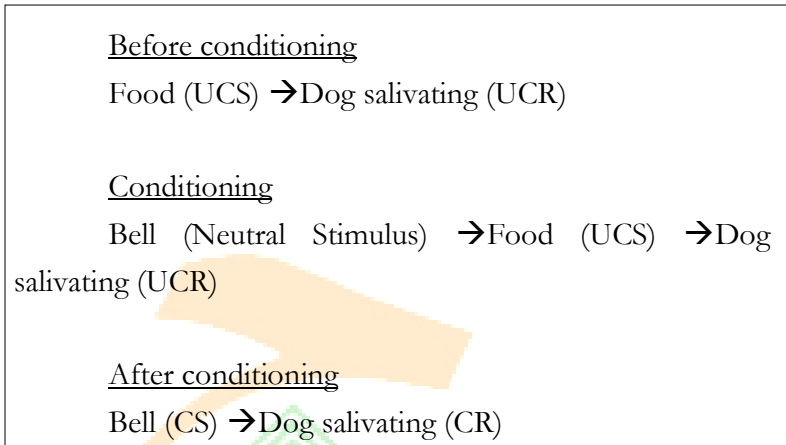 Before conditioning
Food (UCS) →Dog salivating (UCR)
Conditioning
Bell (Neutral Stimulus) →Food (UCS) →Dog
salivating (UCR)
After conditioning
Bell (CS) →Dog salivating (CR)